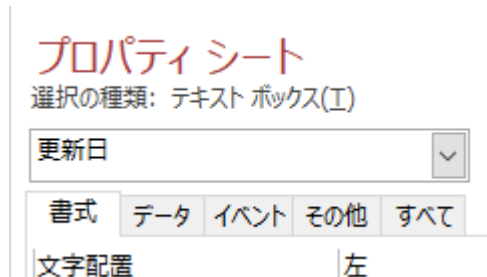 プロパティ シート
選択の種類: テキスト ボックス(T)
更新日
書式 データ イベント その他 すべて
文字配置 左